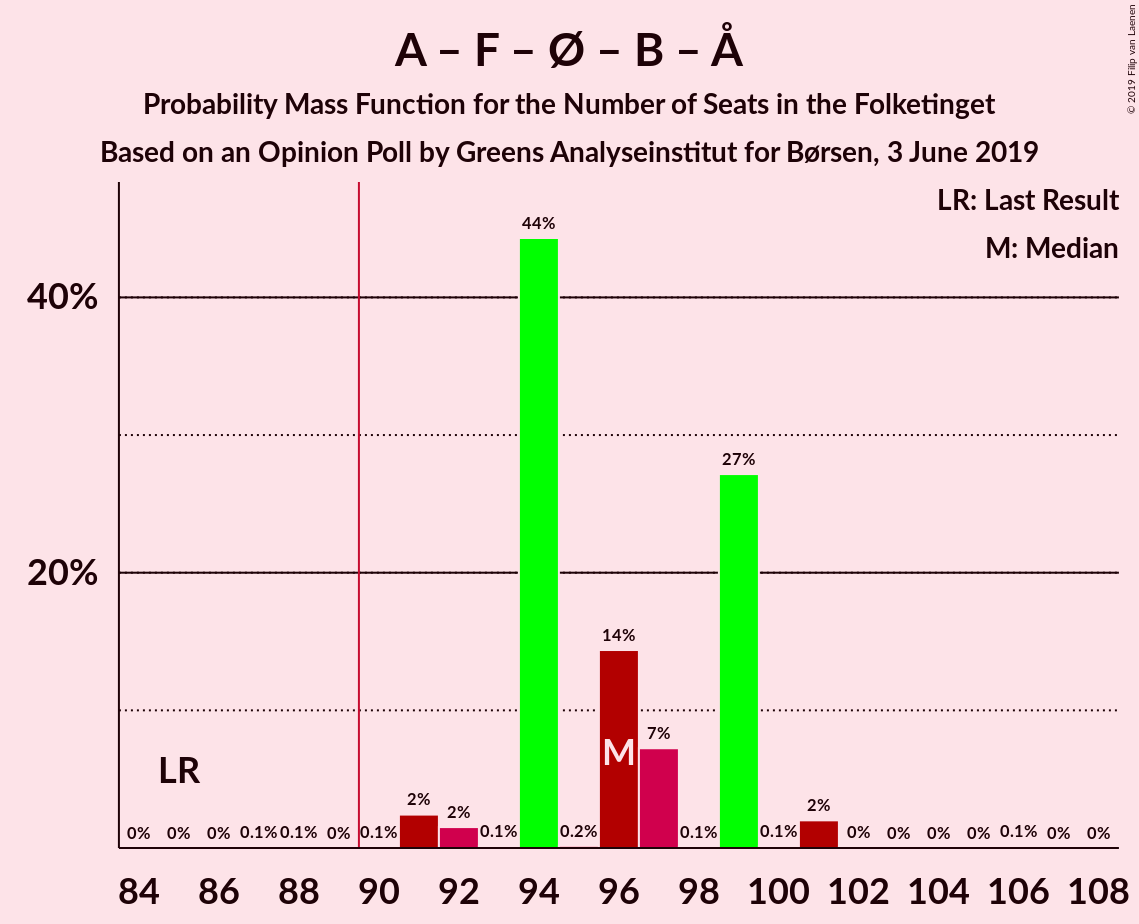 A – F – Ø – B – Å
Probability Mass Function for the Number of Seats in the Folketinget
Based on an Opinion Poll by Greens Analyseinstitut for Børsen, 3 June 2019
© 2019 Filip van Laenen
LR: Last Result
M: Median
40%
20%
44%
27%
14%
7%
M
LR
0% 0% 0% 0.1% 0.1% 0% 0.1% 2% 2% 0.1% 0.2% 0.1% 0.1% 2% 0% 0% 0% 0% 0.1% 0% 0%
84 86 88 90 92 94 96 98 100 102 104 106 108